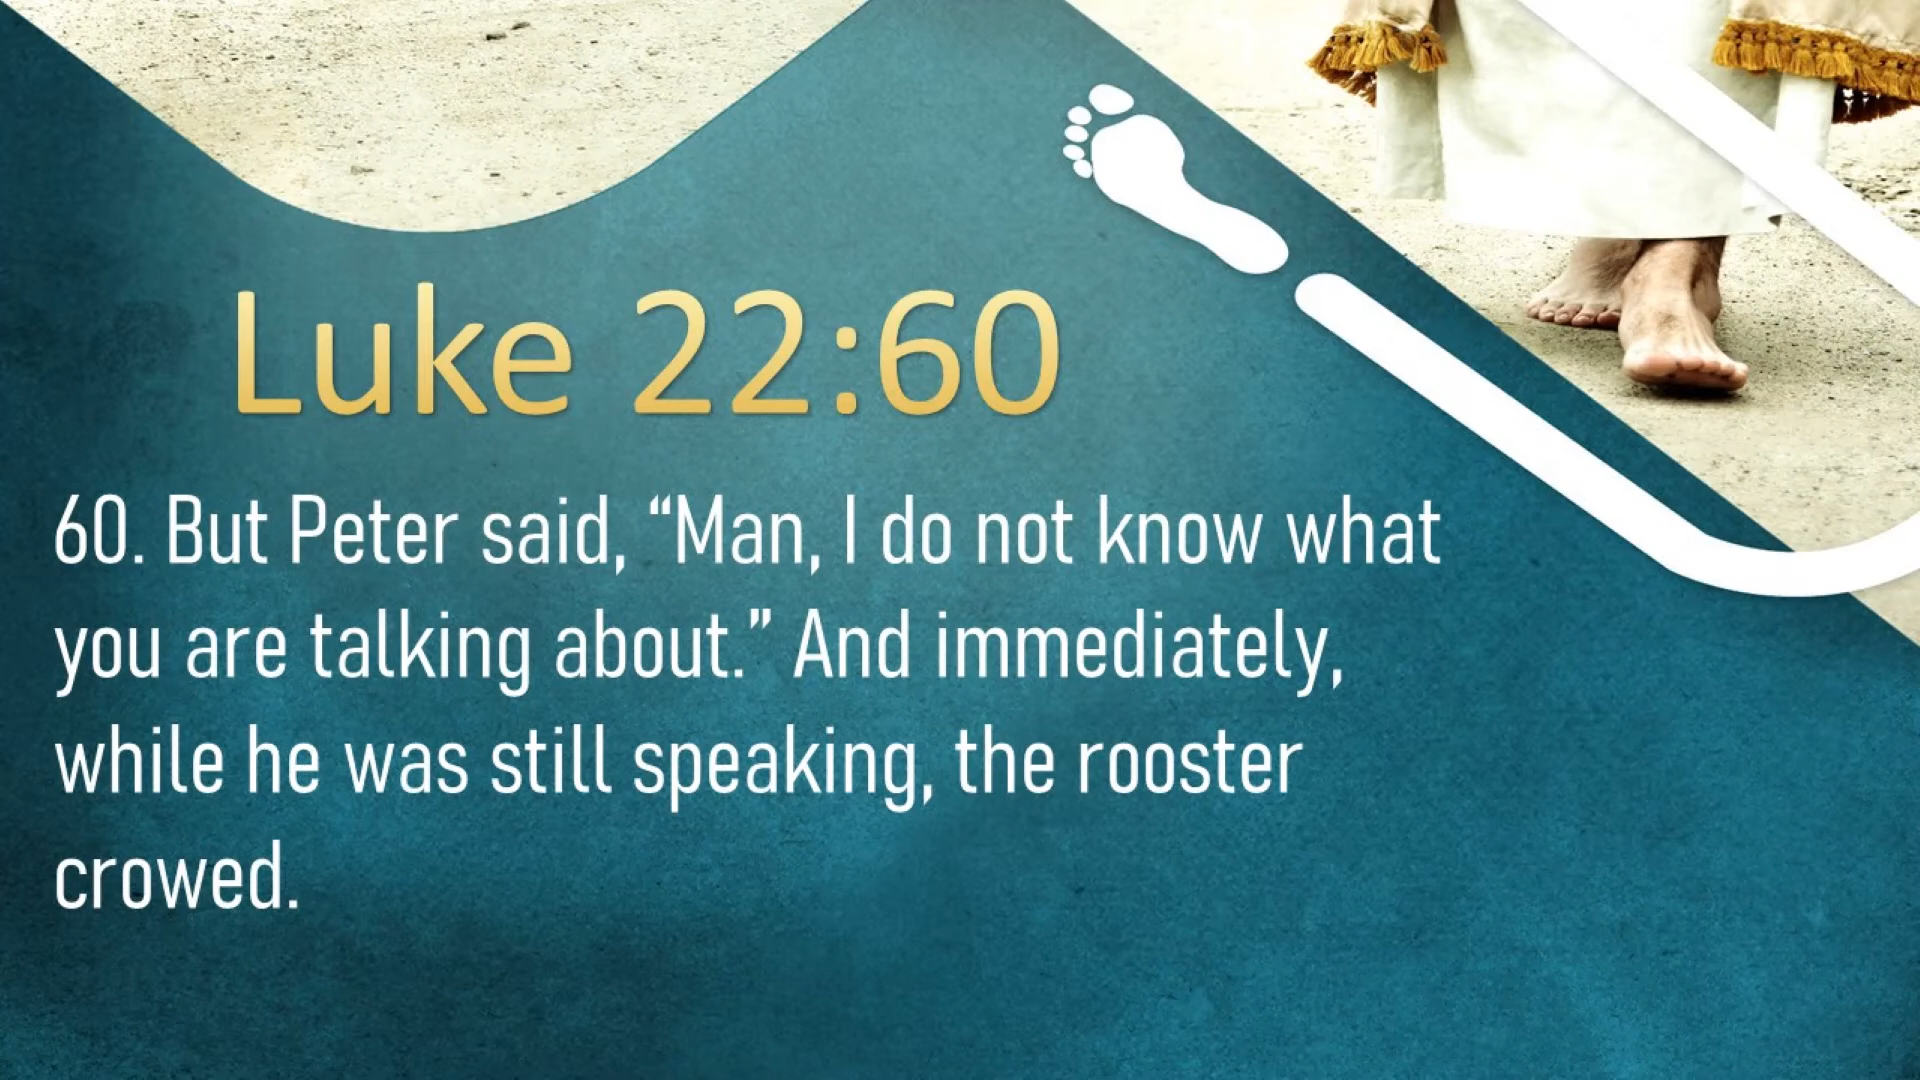 Luke 22:60
60. But Peter said, “Man, I do not know what
you are talking about.” And immediately,
while he was still speaking, the rooster
crowed.